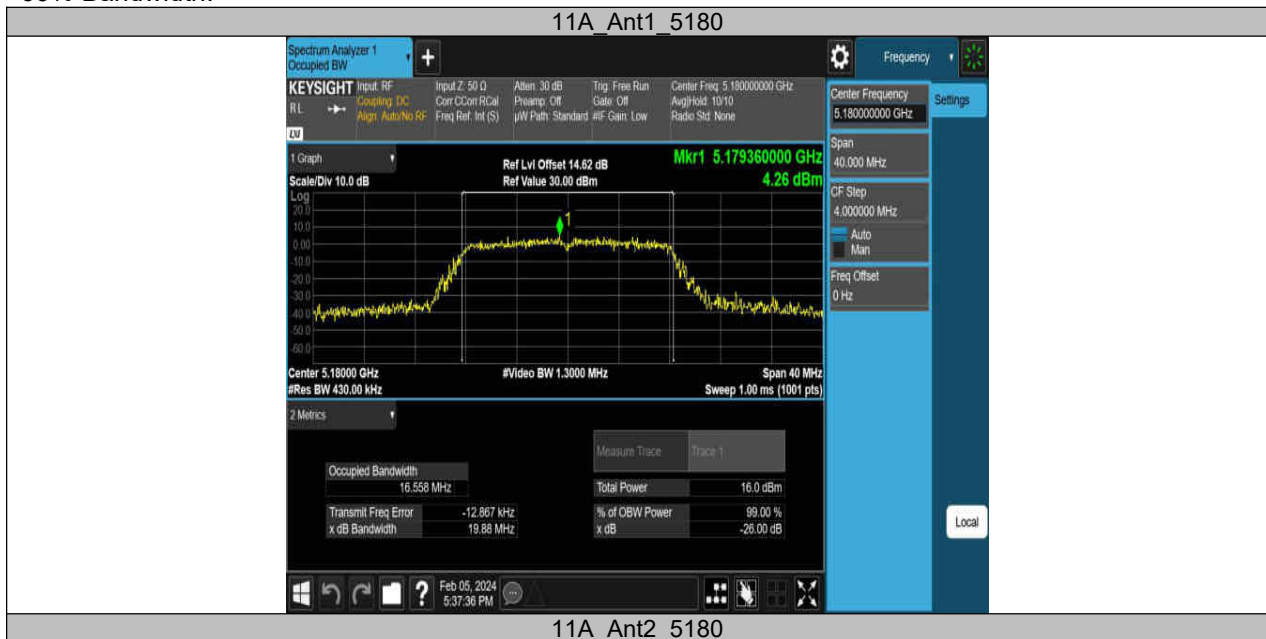 11A_Ant1_5180
Spectrum Analyzer 1
Occupied BW
+
Frequency
KEYSIGHT Input: RF Input Z: 50 Ω Atten: 30 dB Trig: Free Run Center Freq: 5.180000000 GHz
RL Coupling: DC Corr CCorr RCal Preamp: Off Gate: Off Avg|Hold: 10/10
Align: Auto/No RF Freq Ref: Int (S) µW Path: Standard #IF Gain: Low Radio Std: None
LXI
Center Frequency
5.180000000 GHz
Settings
Span
40.000 MHz
CF Step
4.000000 MHz
Auto
Man
Freq Offset
0 Hz
1 Graph
Ref Lvl Offset 14.62 dB
Mkr1 5.179360000 GHz
Scale/Div 10.0 dB
Ref Value 30.00 dBm
4.26 dBm
Log
20.0
10.0
0.00
-10.0
-20.0
-30.0
-40.0
-50.0
-60.0
1
Center 5.18000 GHz #Video BW 1.3000 MHz Span 40 MHz
#Res BW 430.00 kHz Sweep 1.00 ms (1001 pts)
2 Metrics
Measure Trace Trace 1
Occupied Bandwidth
16.558 MHz
Total Power 16.0 dBm
Transmit Freq Error -12.867 kHz % of OBW Power 99.00 %
x dB Bandwidth 19.88 MHz x dB -26.00 dB
Local
? Feb 05, 2024
5:37:36 PM
11A_Ant2_5180